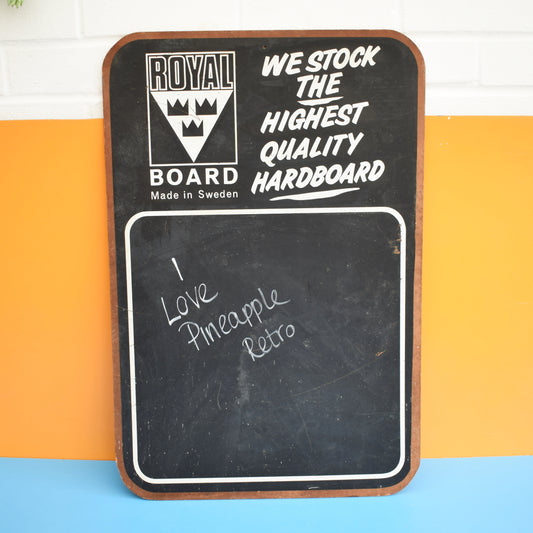 ROYAL
BOARD
Made in Sweden
WE STOCK
THE
HIGHEST
QUALITY
HARDBOARD
I
Love
Pineapple
Retro